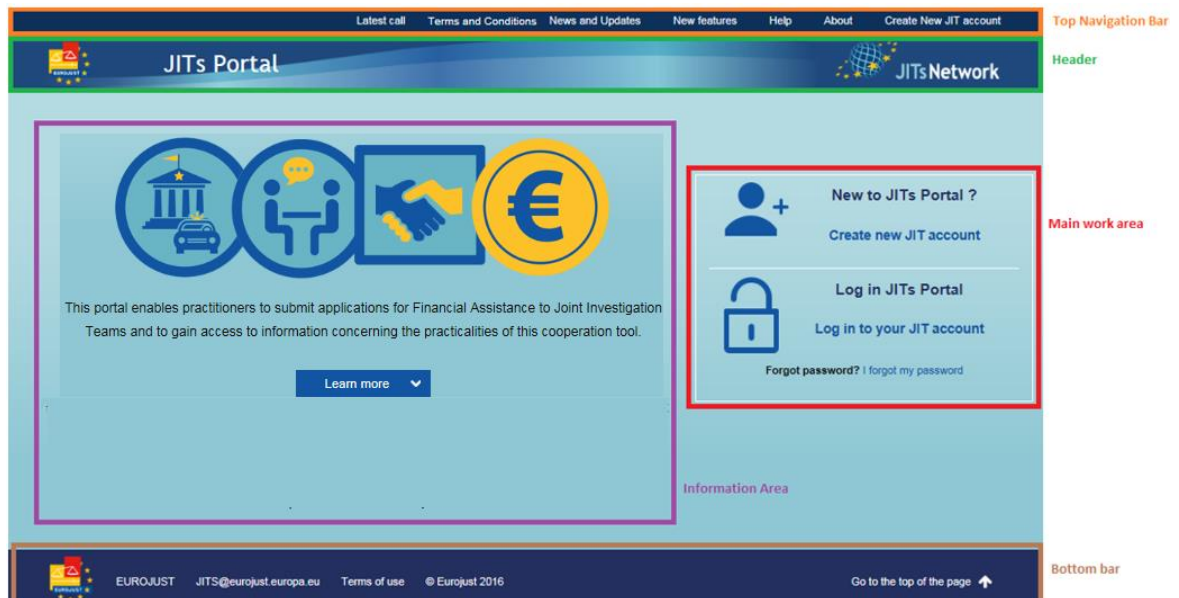 Latest call Terms and Conditions News and Updates New features Help About Create New JIT account
Top Navigation Bar
EUROJUST
JITs Portal
JITsNetwork
Header
New to JITs Portal ?
Create new JIT account
Main work area
Log in JITs Portal
Log in to your JIT account
Forgot password? I forgot my password
This portal enables practitioners to submit applications for Financial Assistance to Joint Investigation
Teams and to gain access to information concerning the practicalities of this cooperation tool.
Learn more
Information Area
EUROJUST
EUROJUST JITS@eurojust.europa.eu Terms of use © Eurojust 2016
Go to the top of the page
Bottom bar